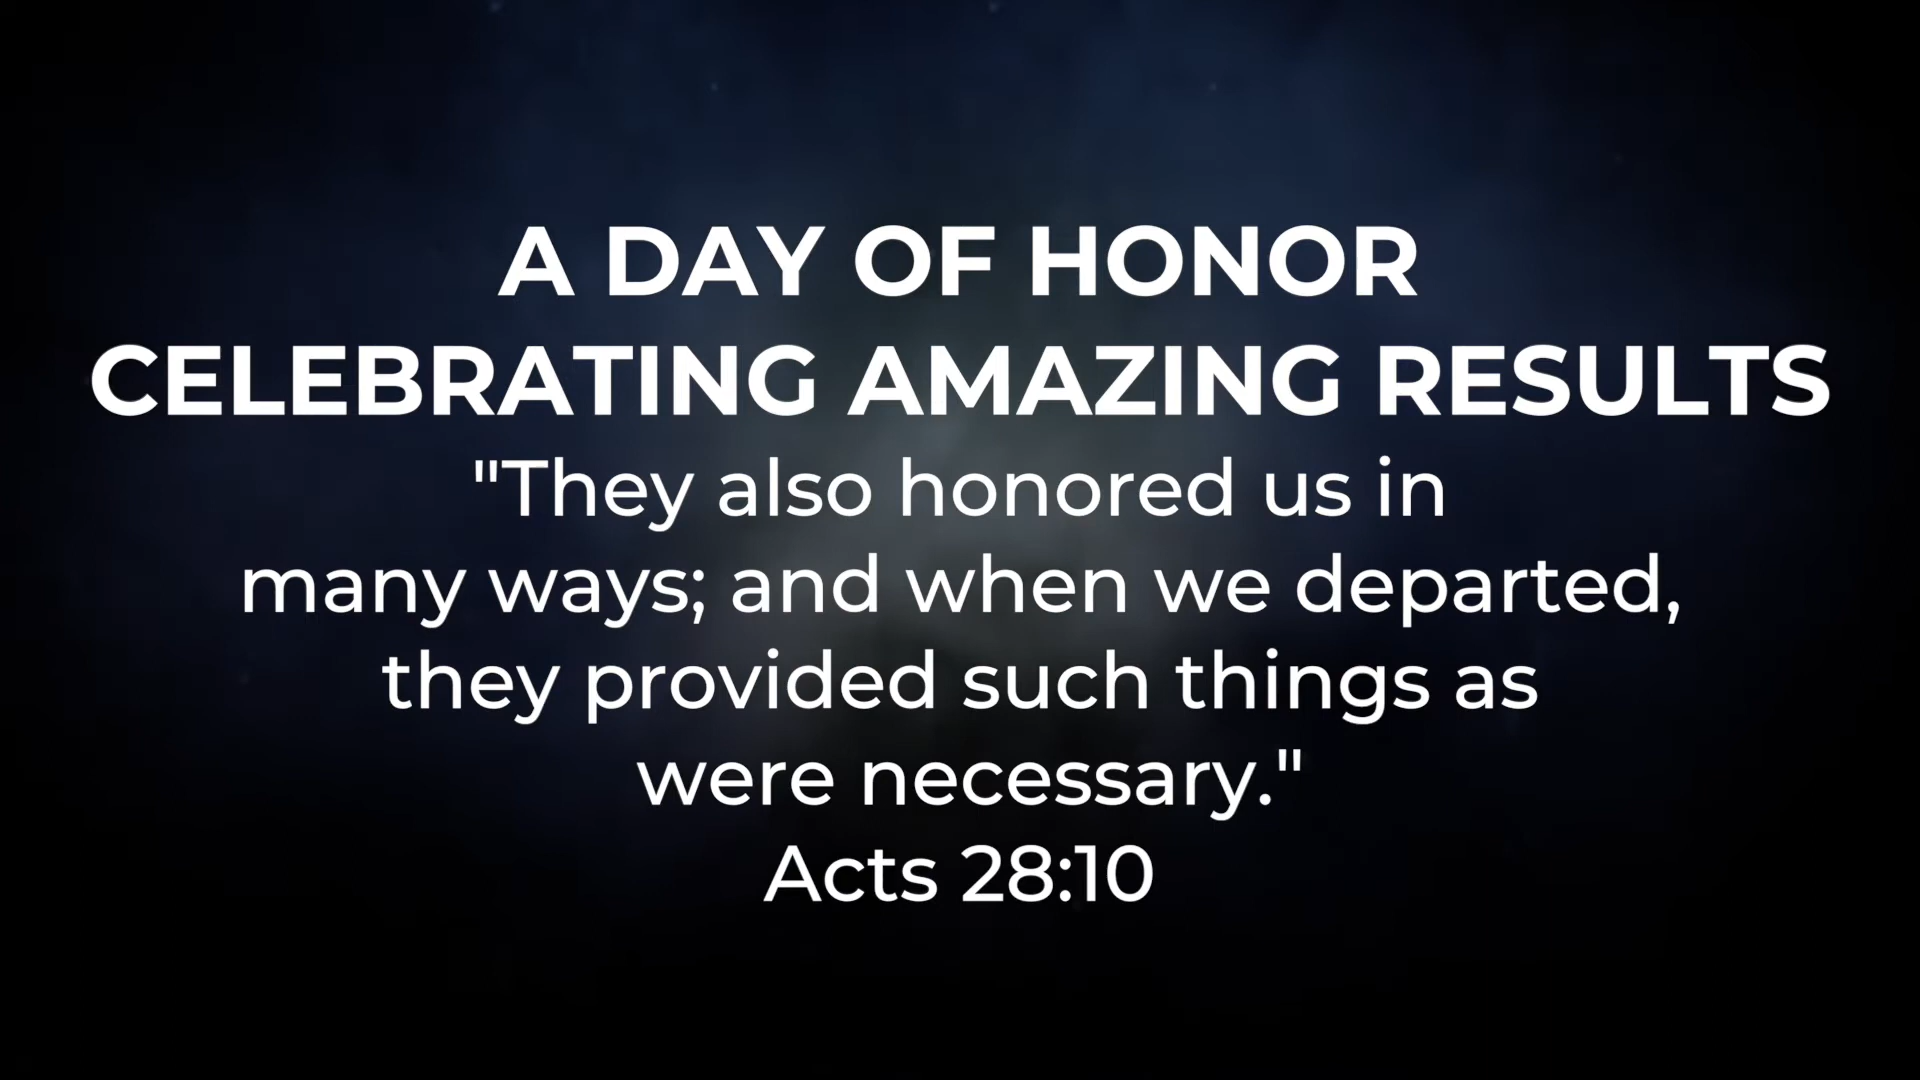 A DAY OF HONOR
CELEBRATING AMAZING RESULTS
"They also honored us in
many ways; and when we departed,
they provided such things as
were necessary."
Acts 28:10